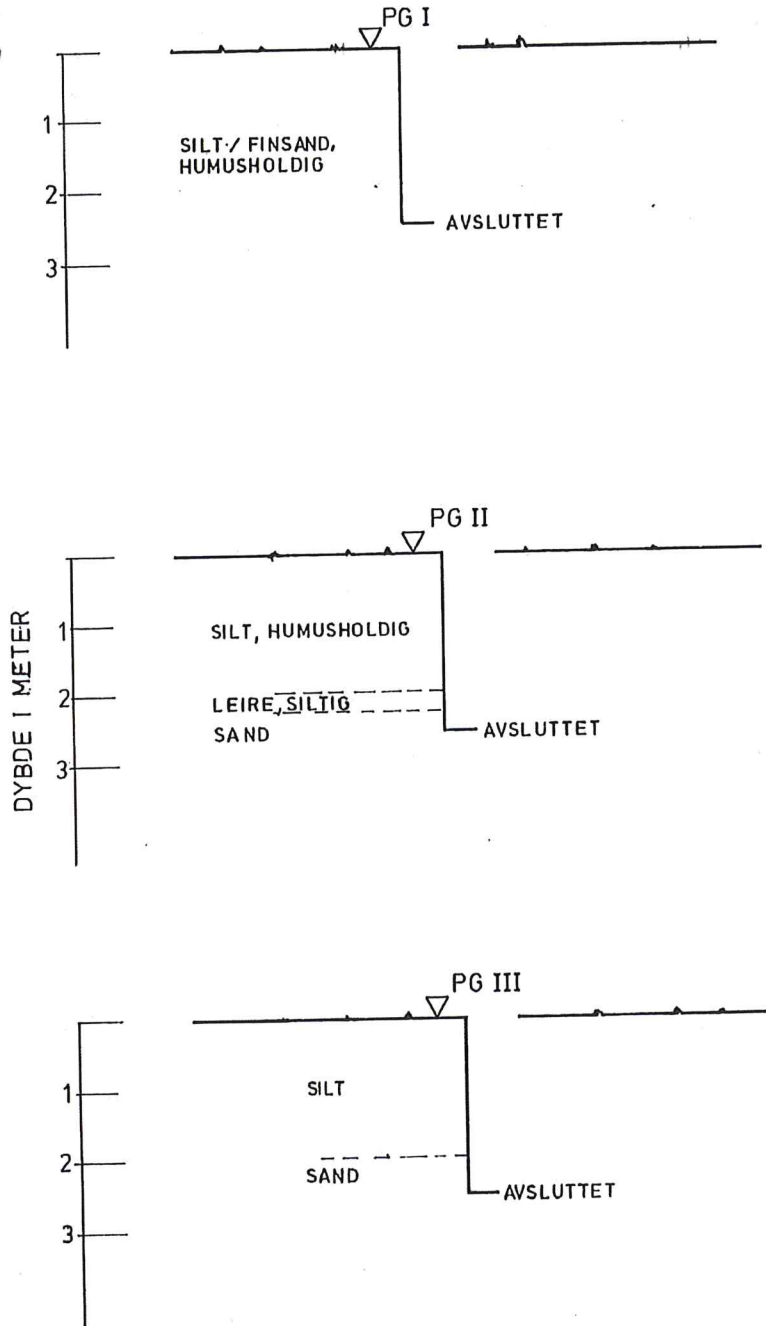 PG I
1
SILT / FINSAND,
HUMUSHOLDIG
2
AVSLUTTET
3
PG II
DYBDE I METER
1
SILT, HUMUSHOLDIG
2
LEIRE, SILTIG
SAND
AVSLUTTET
3
PG III
1
SILT
2
SAND
AVSLUTTET
3